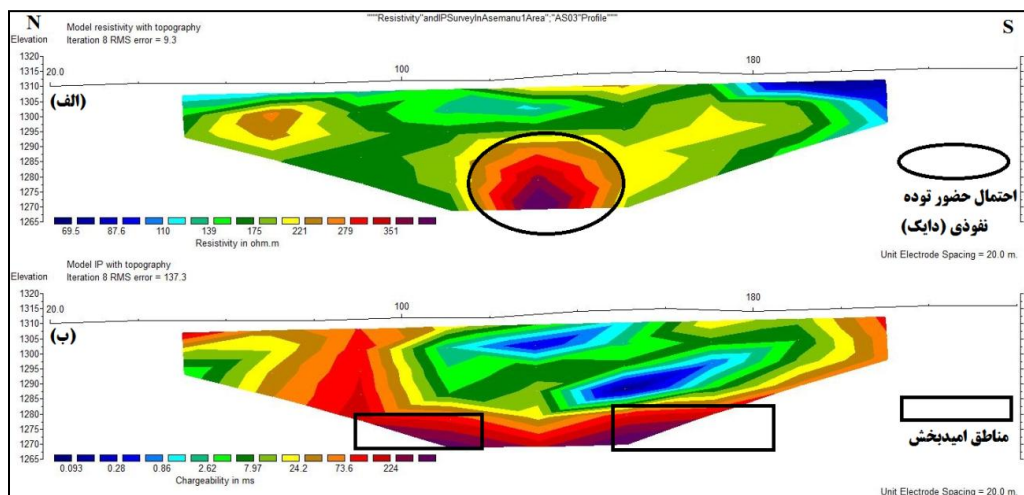 """Resistivity"andIPSurveyInAsemanu1Area";"AS03"Profile"""
N
S
Model resistivity with topography
Elevation
Iteration 8 RMS error = 9.3
1320
1315
1310
1305
1300
1295
1290
1285
1280
1275
1270
1265
20.0
100
180
(الف)
احتمال حضور توده
نفوذی (دایک)
69.5 87.6 110 139 175 221 279 351
Resistivity in ohm.m
Unit Electrode Spacing = 20.0 m.
Model IP with topography
Elevation
Iteration 8 RMS error = 137.3
1320
1315
1310
1305
1300
1295
1290
1285
1280
1275
1270
1265
20.0
100
180
(ب)
مناطق امیدبخش
0.093 0.28 0.86 2.62 7.97 24.2 73.6 224
Chargeability in ms
Unit Electrode Spacing = 20.0 m.